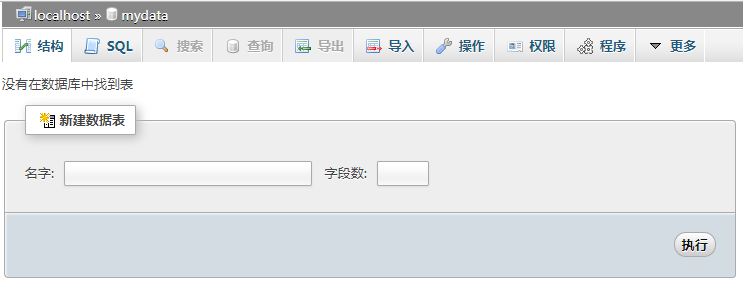 localhost » mydata
结构 SQL 搜索 查询 导出 导入 操作 权限 程序 更多
没有在数据库中找到表
新建数据表
名字: 字段数:
执行